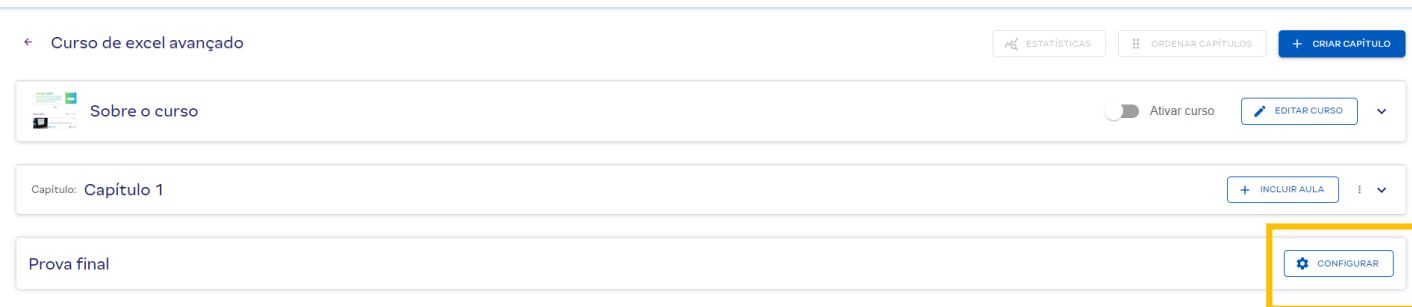 Curso de excel avançado
ESTATÍSTICAS
ORDENAR CAPÍTULOS
CRIAR CAPÍTULO
Sobre o curso
Ativar curso
EDITAR CURSO
Capítulo: Capítulo 1
INCLUIR AULA
Prova final
CONFIGURAR